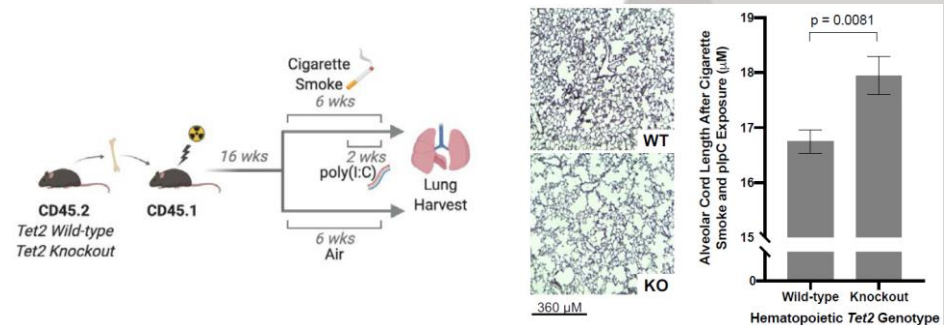 Cigarette
Smoke
6 wks
16 wks
2 wks
poly(I:C)
Lung
Harvest
CD45.2
CD45.1
Tet2 Wild-type
Tet2 Knockout
6 wks
Air
WT
KO
360 µM
Alveolar Cord Length After Cigarette
Smoke and pIpC Exposure (µM)
p = 0.0081
19
18
17
16
15
0
Wild-type Knockout
Hematopoietic Tet2 Genotype